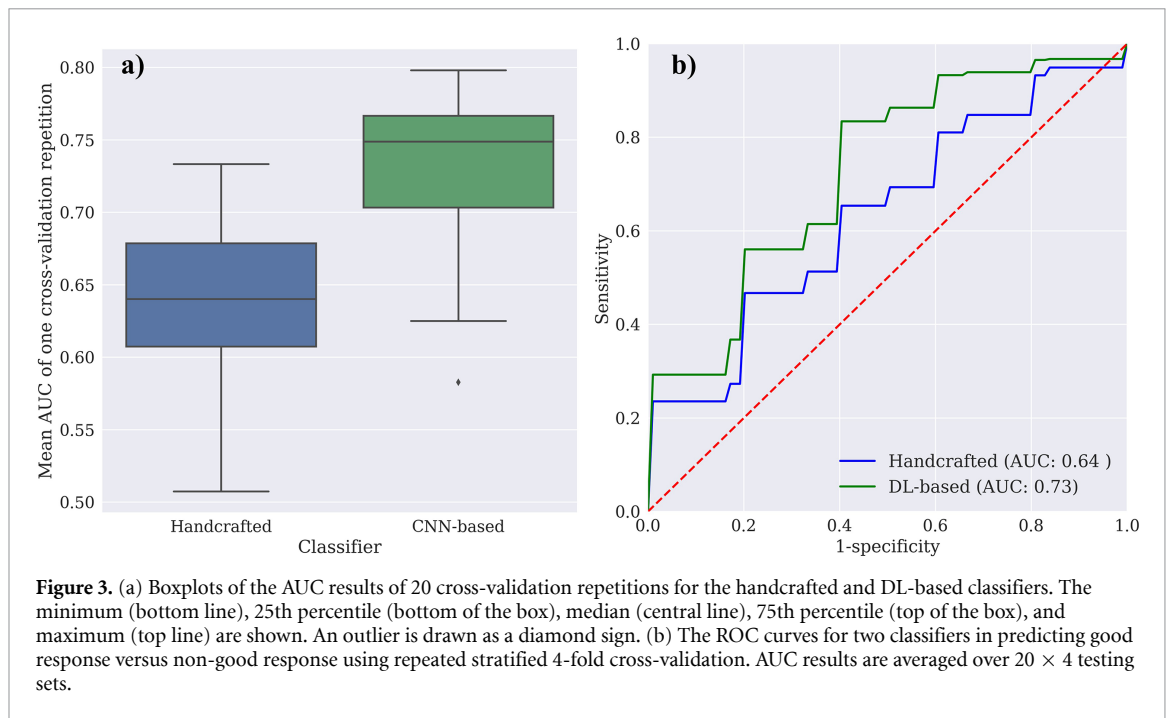 a)
Mean AUC of one cross-validation repetition
0.80
0.75
0.70
0.65
0.60
0.55
0.50
Handcrafted
CNN-based
Classifier
b)
Sensitivity
1.0
0.8
0.6
0.4
0.2
0.0
Handcrafted (AUC: 0.64 )
DL-based (AUC: 0.73)
0.0
0.2
0.4
0.6
0.8
1.0
1-specificity
Figure 3. (a) Boxplots of the AUC results of 20 cross-validation repetitions for the handcrafted and DL-based classifiers. The
minimum (bottom line), 25th percentile (bottom of the box), median (central line), 75th percentile (top of the box), and
maximum (top line) are shown. An outlier is drawn as a diamond sign. (b) The ROC curves for two classifiers in predicting good
response versus non-good response using repeated stratified 4-fold cross-validation. AUC results are averaged over 20 × 4 testing
sets.